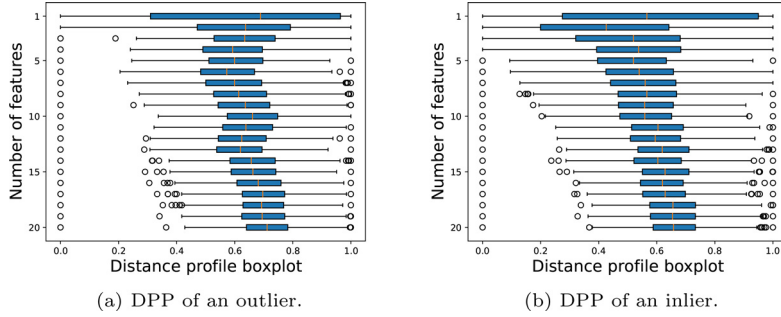 1
5
10
15
20
Number of features
0.0 0.2 0.4 0.6 0.8 1.0
Distance profile boxplot
(a) DPP of an outlier.
1
5
10
15
20
Number of features
0.0 0.2 0.4 0.6 0.8 1.0
Distance profile boxplot
(b) DPP of an inlier.